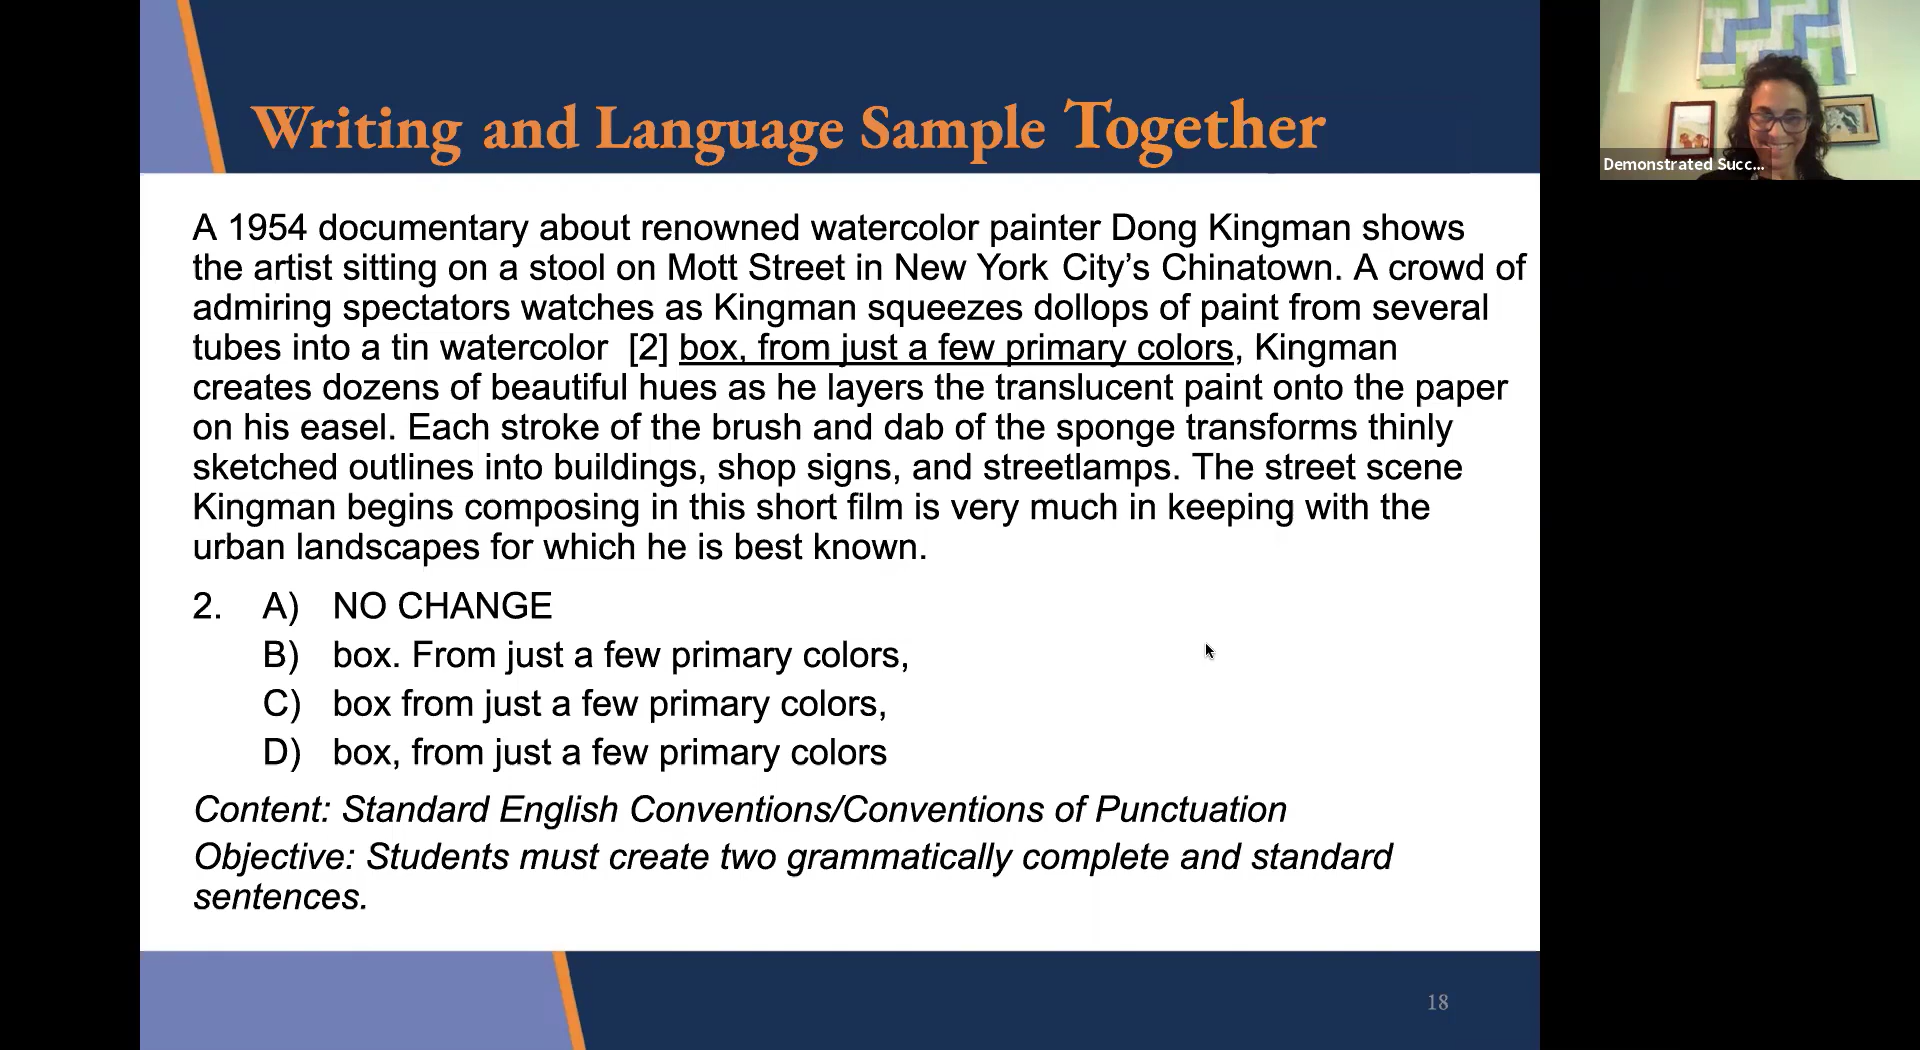 Writing and Language Sample Together
Demonstrated Succ...
A 1954 documentary about renowned watercolor painter Dong Kingman shows
the artist sitting on a stool on Mott Street in New York City’s Chinatown. A crowd of
admiring spectators watches as Kingman squeezes dollops of paint from several
tubes into a tin watercolor [2] box, from just a few primary colors, Kingman
creates dozens of beautiful hues as he layers the translucent paint onto the paper
on his easel. Each stroke of the brush and dab of the sponge transforms thinly
sketched outlines into buildings, shop signs, and streetlamps. The street scene
Kingman begins composing in this short film is very much in keeping with the
urban landscapes for which he is best known.
2. A) NO CHANGE
B) box. From just a few primary colors,
C) box from just a few primary colors,
D) box, from just a few primary colors
Content: Standard English Conventions/Conventions of Punctuation
Objective: Students must create two grammatically complete and standard
sentences.
18